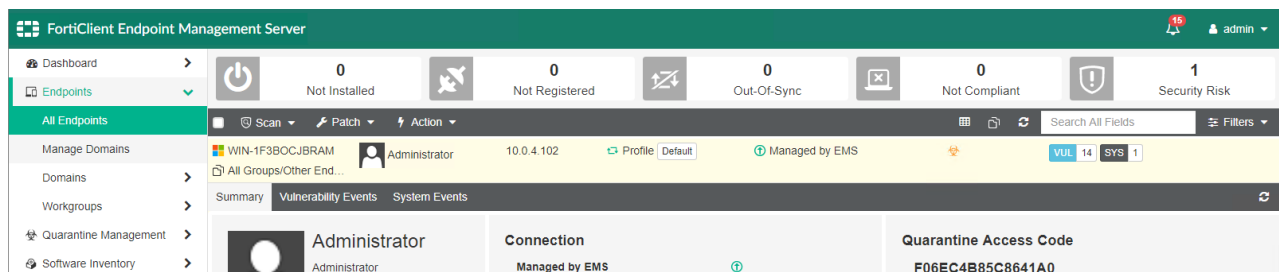 FortiClient Endpoint Management Server
15
admin
Dashboard
Endpoints
All Endpoints
Manage Domains
Domains
Workgroups
Quarantine Management
Software Inventory
0
Not Installed
0
Not Registered
0
Out-Of-Sync
0
Not Compliant
1
Security Risk
Scan Patch Action Search All Fields Filters
WIN-1F3BOCJBRAM Administrator 10.0.4.102 Profile Default Managed by EMS VUL 14 SYS 1
All Groups/Other End...
Summary Vulnerability Events System Events
Administrator
Administrator
Connection
Managed by EMS
Quarantine Access Code
F06EC4B85C8641A0